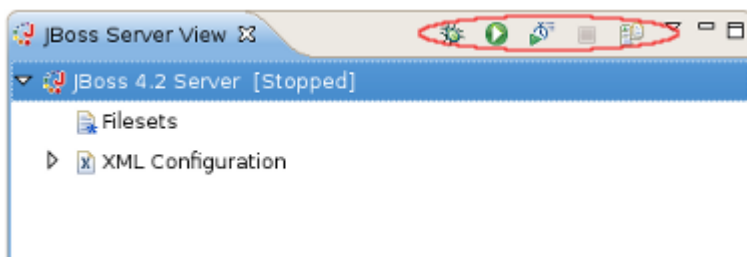 JBoss Server View
JBoss 4.2 Server [Stopped]
Filesets
XML Configuration